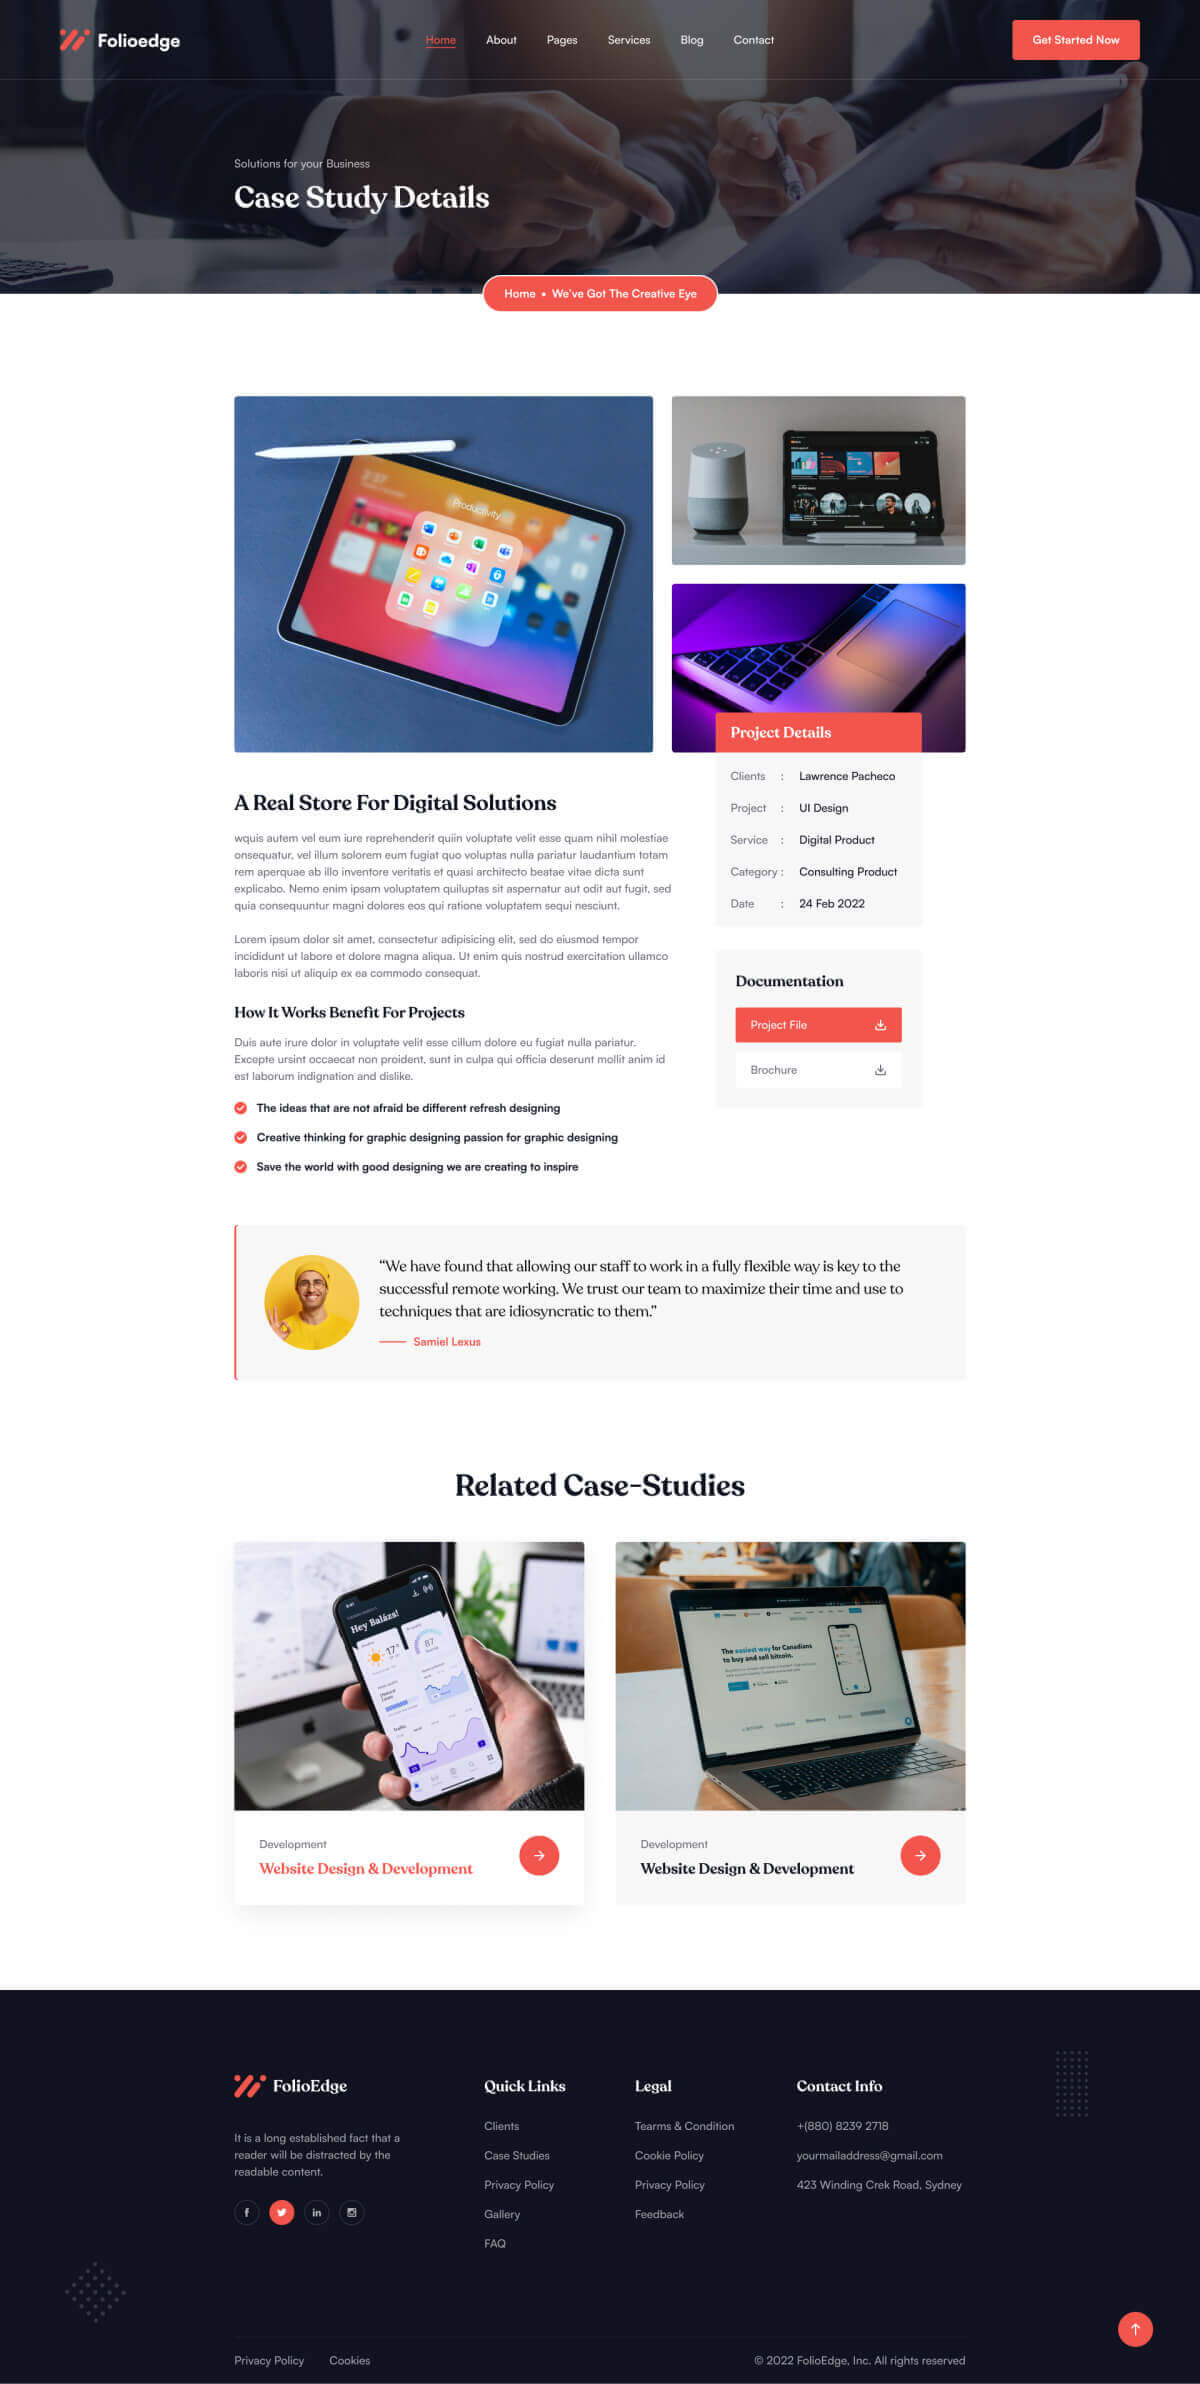 Folioedge
Home
About
Pages
Services
Blog
Contact
Get Started Now
Solutions for your Business
Case Study Details
Home • We've Got The Creative Eye
Productivity
Project Details
Clients : Lawrence Pacheco
Project : UI Design
Service : Digital Product
Category : Consulting Product
Date : 24 Feb 2022
A Real Store For Digital Solutions
wquis autem vel eum iure reprehenderit quiin voluptate velit esse quam nihil molestiae
onsequatur, vel illum solorem eum fugiat quo voluptas nulla pariatur laudantium totam
rem aperquae ab illo inventore veritatis et quasi architecto beatae vitae dicta sunt
explicabo. Nemo enim ipsam voluptatem quiluptas sit aspernatur aut odit aut fugit, sed
quia consequuntur magni dolores eos qui ratione voluptatem sequi nesciunt.
Lorem ipsum dolor sit amet, consectetur adipisicing elit, sed do eiusmod tempor
incididunt ut labore et dolore magna aliqua. Ut enim quis nostrud exercitation ullamco
laboris nisi ut aliquip ex ea commodo consequat.
Documentation
Project File
Brochure
How It Works Benefit For Projects
Duis aute irure dolor in voluptate velit esse cillum dolore eu fugiat nulla pariatur.
Excepte ursint occaecat non proident, sunt in culpa qui officia deserunt mollit anim id
est laborum indignation and dislike.
The ideas that are not afraid be different refresh designing
Creative thinking for graphic designing passion for graphic designing
Save the world with good designing we are creating to inspire
“We have found that allowing our staff to work in a fully flexible way is key to the
successful remote working. We trust our team to maximize their time and use to
techniques that are idiosyncratic to them.”
Samiel Lexus
Related Case-Studies
Hey Balázs!
17°
87
The easiest way for Canadians
to buy and sell bitcoin.
Development
Website Design & Development
Development
Website Design & Development
FolioEdge
It is a long established fact that a
reader will be distracted by the
readable content.
Quick Links
Clients
Case Studies
Privacy Policy
Gallery
FAQ
Legal
Tearms & Condition
Cookie Policy
Privacy Policy
Feedback
Contact Info
+(880) 8239 2718
yourmailaddress@gmail.com
423 Winding Crek Road, Sydney
Privacy Policy
Cookies
© 2022 FolioEdge, Inc. All rights reserved